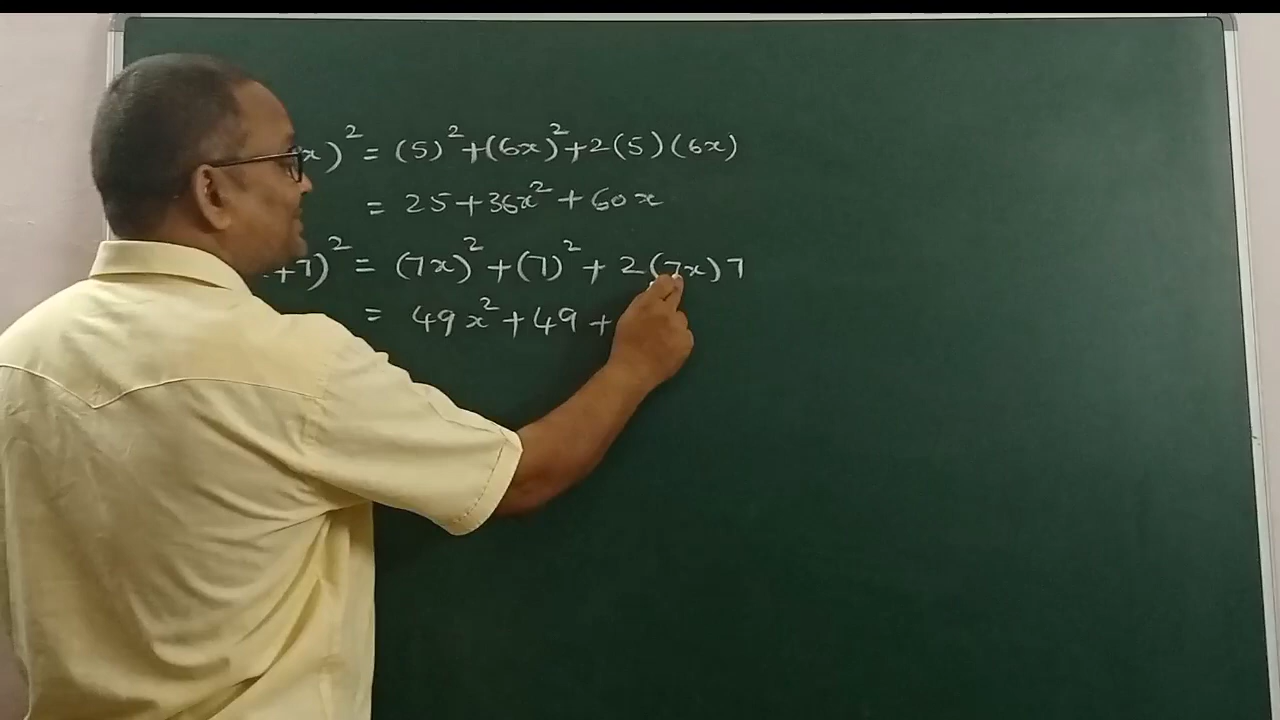 x)² = (5)² + (6x)² + 2(5)(6x)
= 25 + 36x² + 60x
+7)² = (7x)² + (7)² + 2(7x)7
= 49x² + 49 +